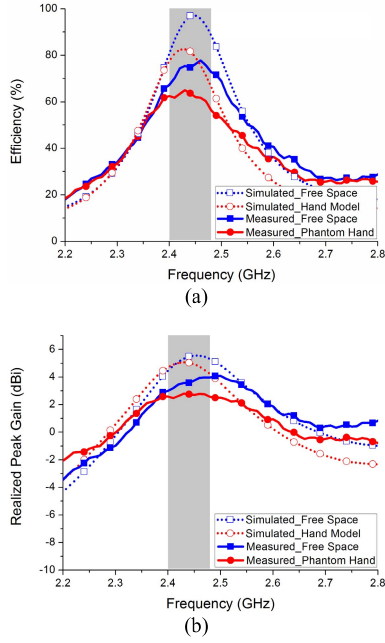 100
80
60
40
20
0
Efficiency (%)
Simulated_Free Space
Simulated_Hand Model
Measured_Free Space
Measured_Phantom Hand
2.2 2.3 2.4 2.5 2.6 2.7 2.8
Frequency (GHz)
(a)
6
4
2
0
-2
-4
-6
-8
-10
Realized Peak Gain (dBi)
Simulated_Free Space
Simulated_Hand Model
Measured_Free Space
Measured_Phantom Hand
2.2 2.3 2.4 2.5 2.6 2.7 2.8
Frequency (GHz)
(b)